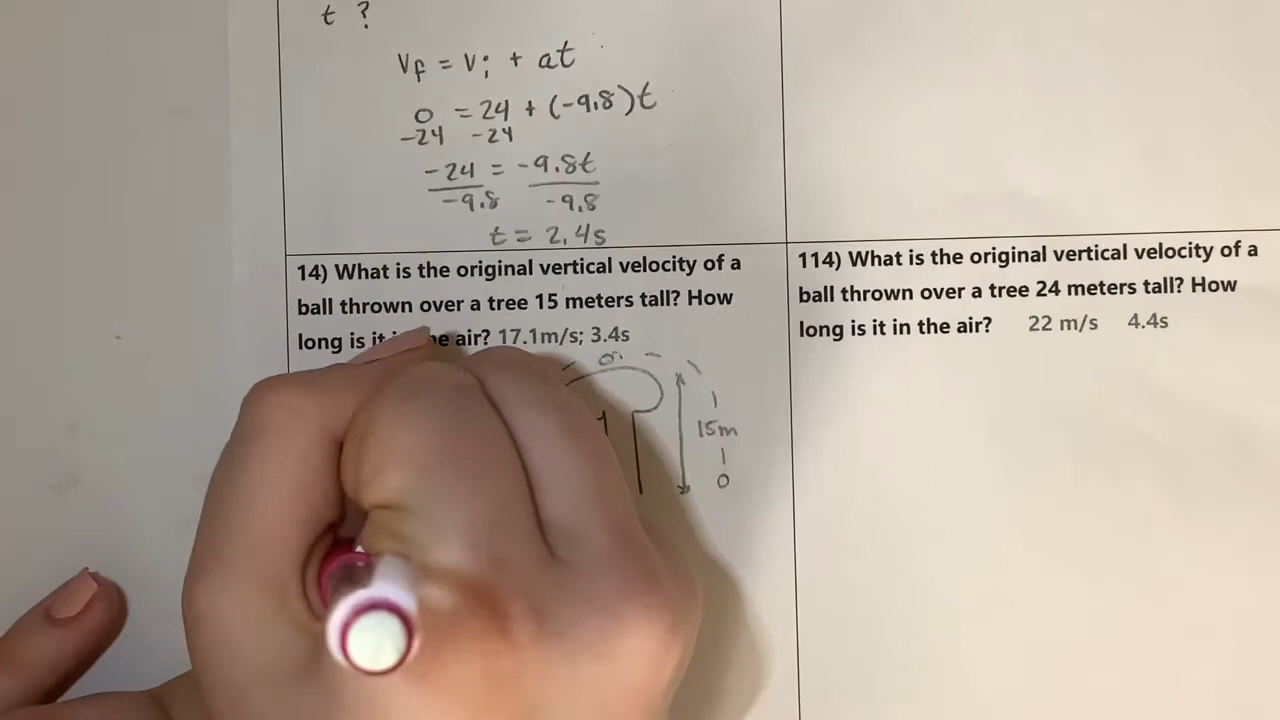 t ?
Vf = Vi + at
0 = 24 + (-9.8)t
-24 -24
-24 = -9.8t
-9.8 -9.8
t = 2.4s
14) What is the original vertical velocity of a
ball thrown over a tree 15 meters tall? How
long is it air? 17.1m/s; 3.4s
15m
114) What is the original vertical velocity of a
ball thrown over a tree 24 meters tall? How
long is it in the air? 22 m/s 4.4s